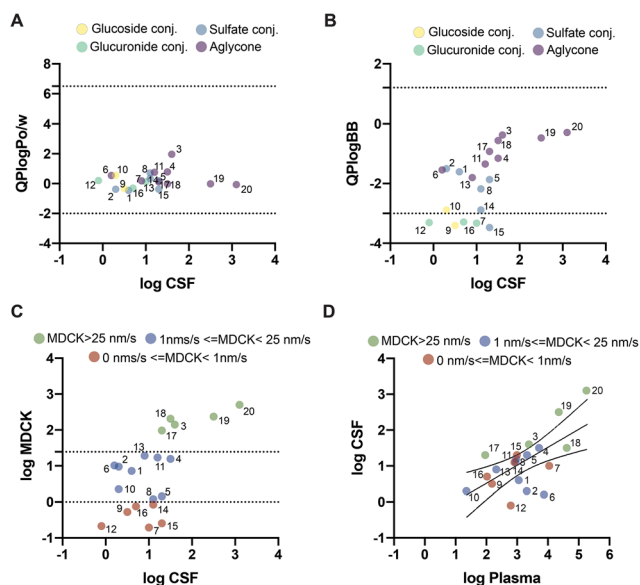 A
Glucoside conj. Sulfate conj.
Glucuronide conj. Aglycone
QPlogPo/w
8
6
4
2
0
-2
-4
3
6 10 8 11 4
12 9 7 5
2 1 16 13 15 18 19 20
-1 0 1 2 3 4
log CSF
B
Glucoside conj. Sulfate conj.
Glucuronide conj. Aglycone
QPlogBB
2
0
-2
-4
3 20
17 18 19
11 4
6 2 1 13 5
8
10 14
12 9 16 7 15
-1 0 1 2 3 4
log CSF
C
MDCK>25 nm/s 1nms/s <=MDCK< 25 nm/s
0 nms/s <=MDCK< 1nm/s
log MDCK
4
3
2
1
0
-1
18 3 19 20
17
13
6 2 1 11 4
10 8 5
9 16 14
12 7 15
-1 0 1 2 3 4
log CSF
D
MDCK>25 nm/s 1 nm/s<=MDCK< 25 nm/s
0 nm/s<=MDCK< 1nm/s
log CSF
4
3
2
1
0
-1
20
19
17 15 3 4 18
11 8 5
16 13 14 7
10 9 1 2 6
12
0 1 2 3 4 5 6
log Plasma